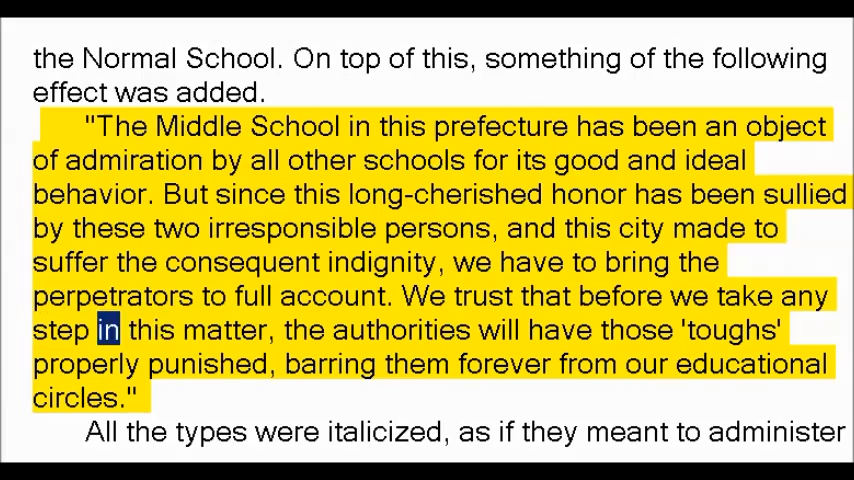 the Normal School. On top of this, something of the following
effect was added.
"The Middle School in this prefecture has been an object
of admiration by all other schools for its good and ideal
behavior. But since this long-cherished honor has been sullied
by these two irresponsible persons, and this city made to
suffer the consequent indignity, we have to bring the
perpetrators to full account. We trust that before we take any
step in this matter, the authorities will have those 'toughs'
properly punished, barring them forever from our educational
circles."
All the types were italicized, as if they meant to administer